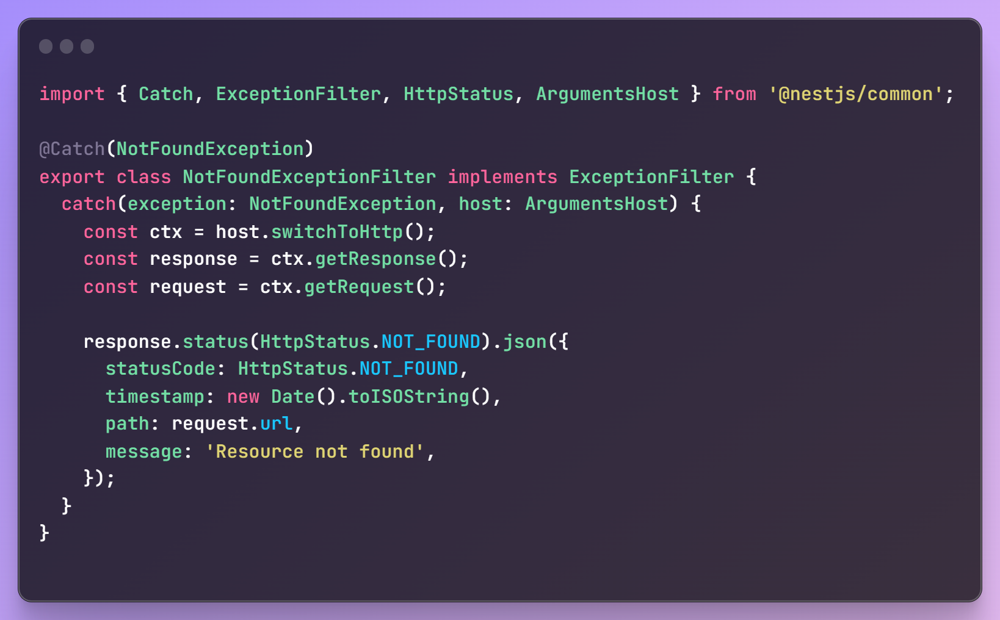 import { Catch, ExceptionFilter, HttpStatus, ArgumentsHost } from '@nestjs/common';

@Catch(NotFoundException)
export class NotFoundExceptionFilter implements ExceptionFilter {
  catch(exception: NotFoundException, host: ArgumentsHost) {
    const ctx = host.switchToHttp();
    const response = ctx.getResponse();
    const request = ctx.getRequest();

    response.status(HttpStatus.NOT_FOUND).json({
      statusCode: HttpStatus.NOT_FOUND,
      timestamp: new Date().toISOString(),
      path: request.url,
      message: 'Resource not found',
    });
  }
}